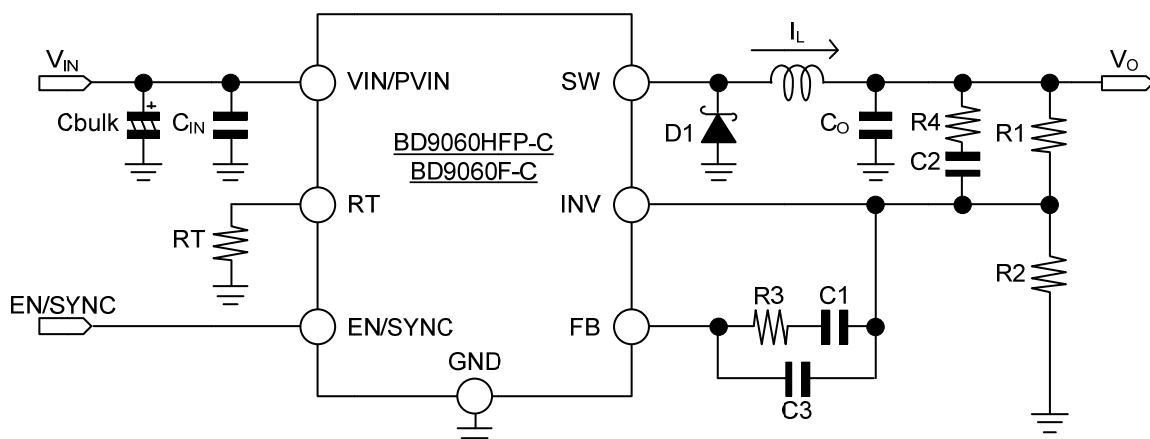 I_L
V_IN
V_O
VIN/PVIN
SW
+
Cbulk
C_IN
D1
C_O
R4
R1
C2
BD9060HFP-C
BD9060F-C
RT
INV
RT
R2
EN/SYNC
R3
C1
EN/SYNC
FB
GND
C3